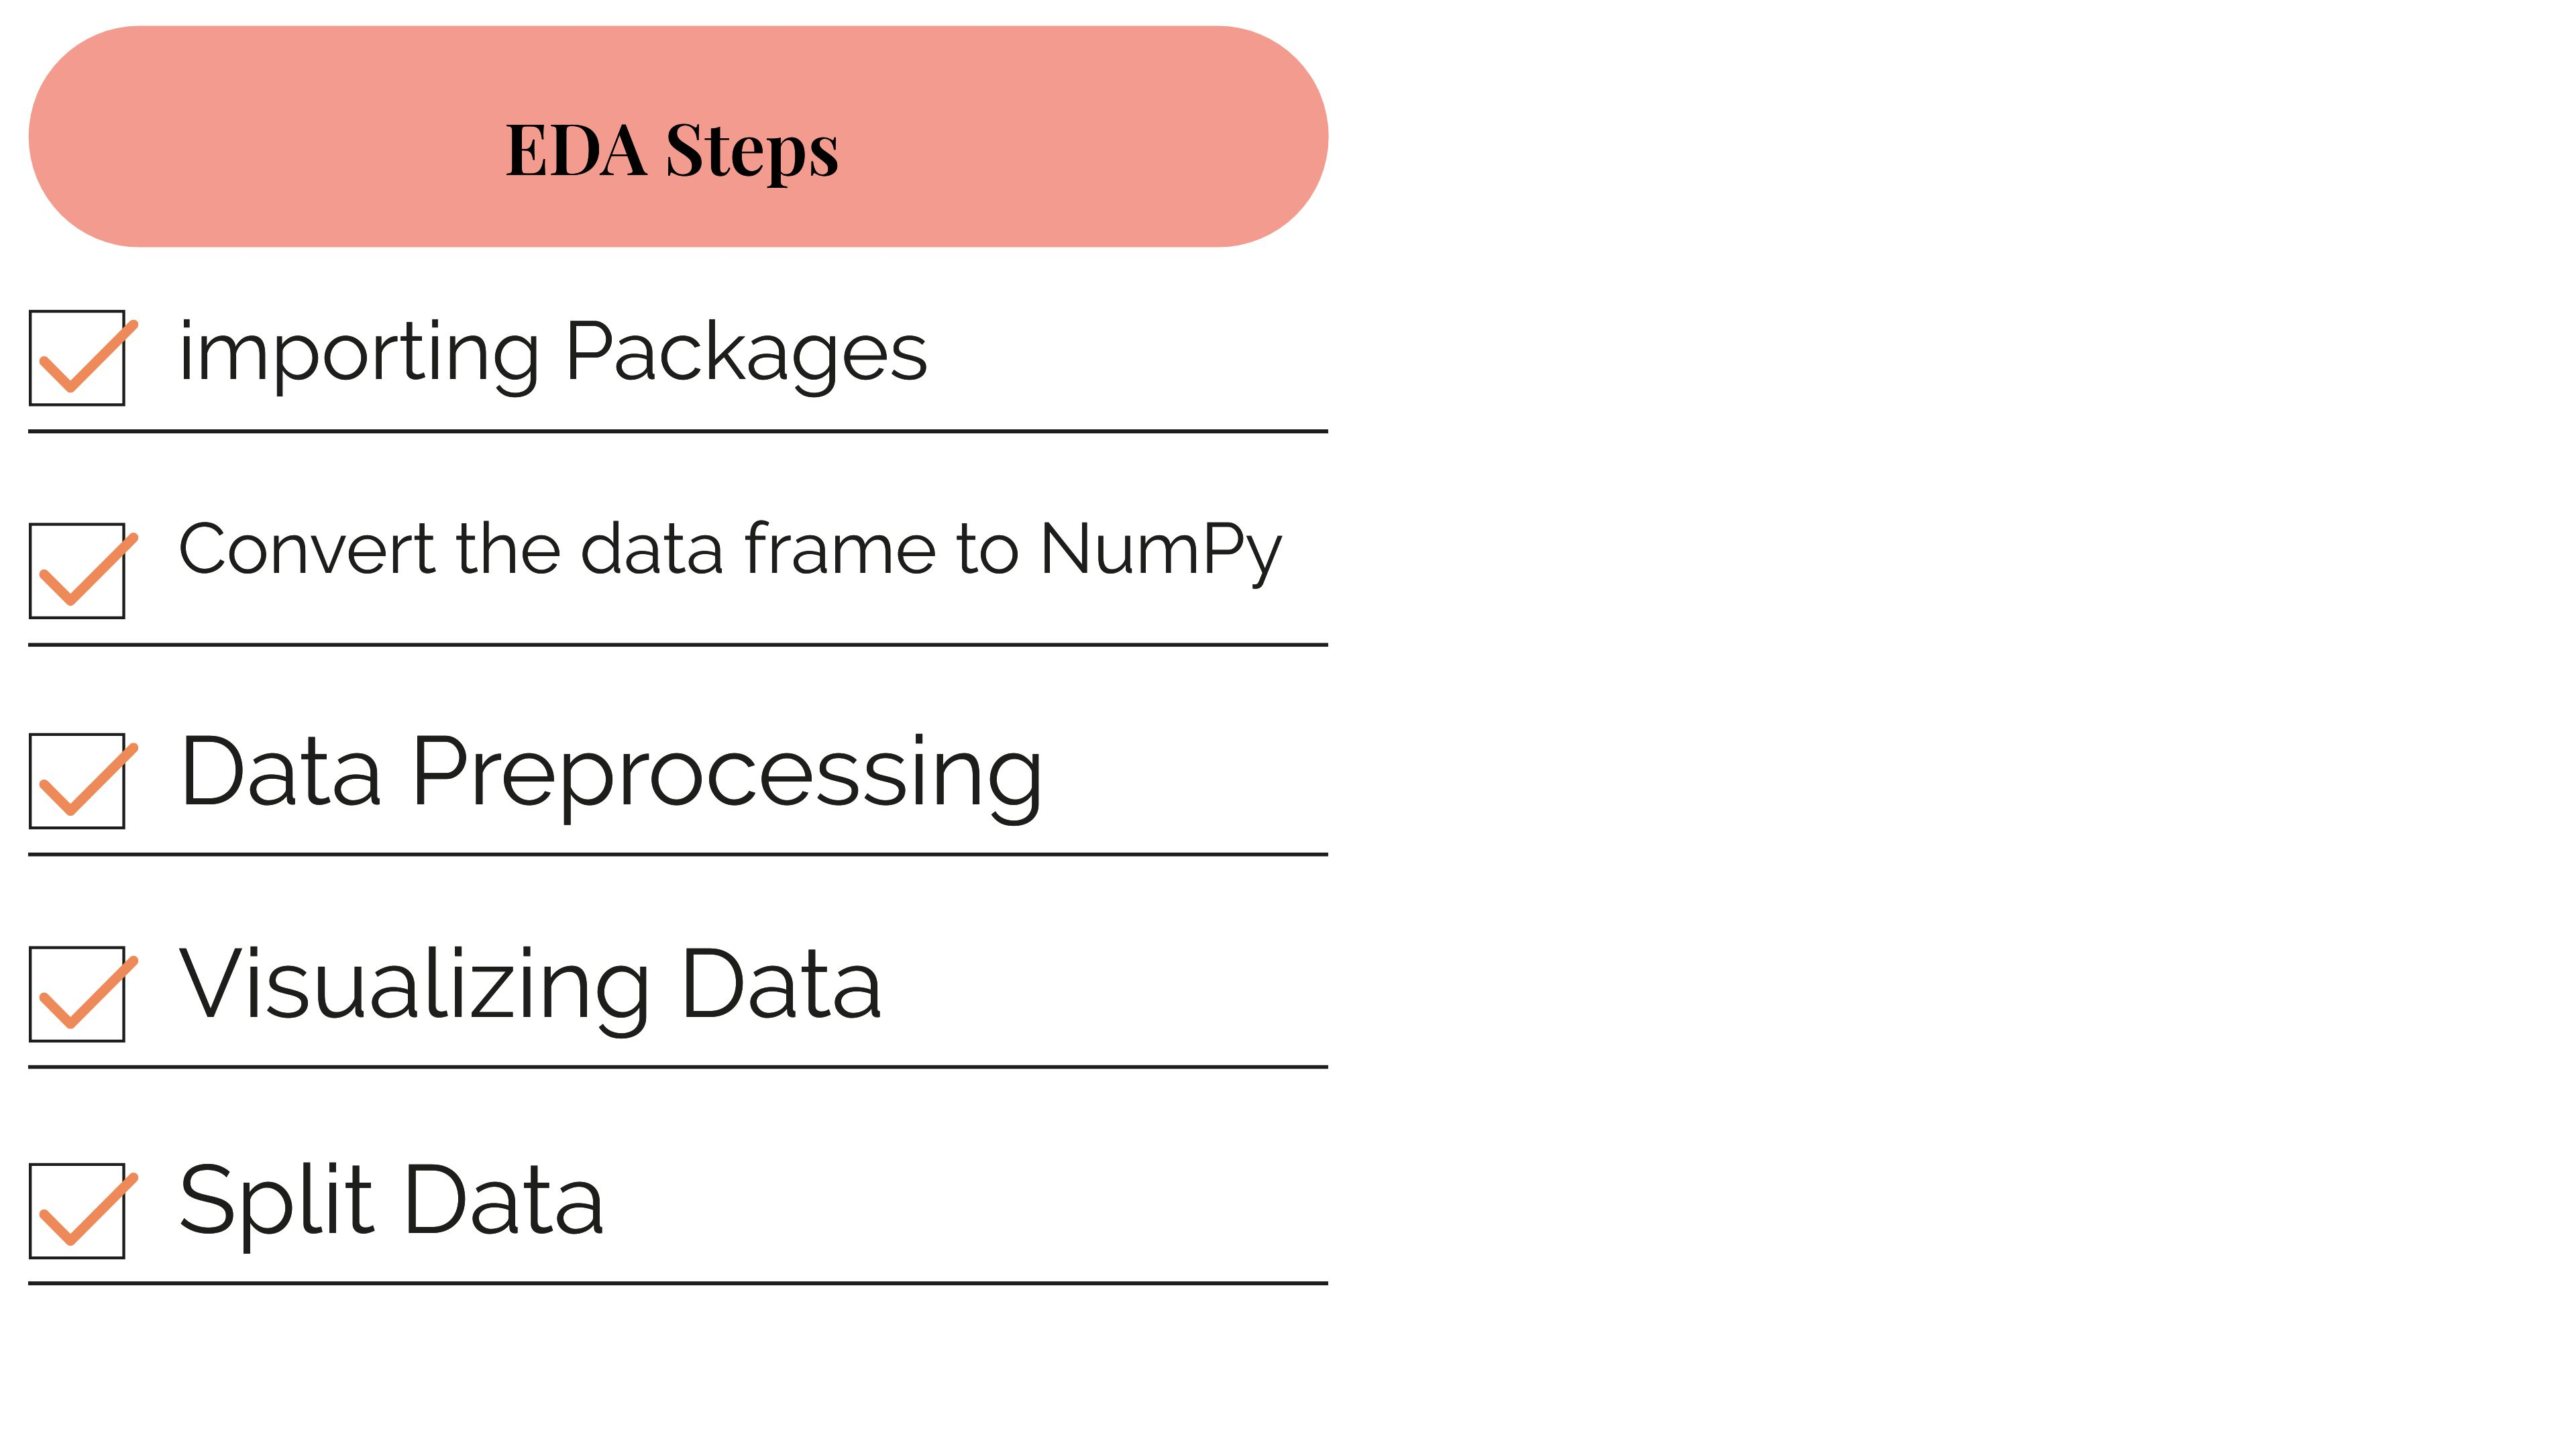 EDA Steps
importing Packages
Convert the data frame to NumPy
Data Preprocessing
Visualizing Data
Split Data